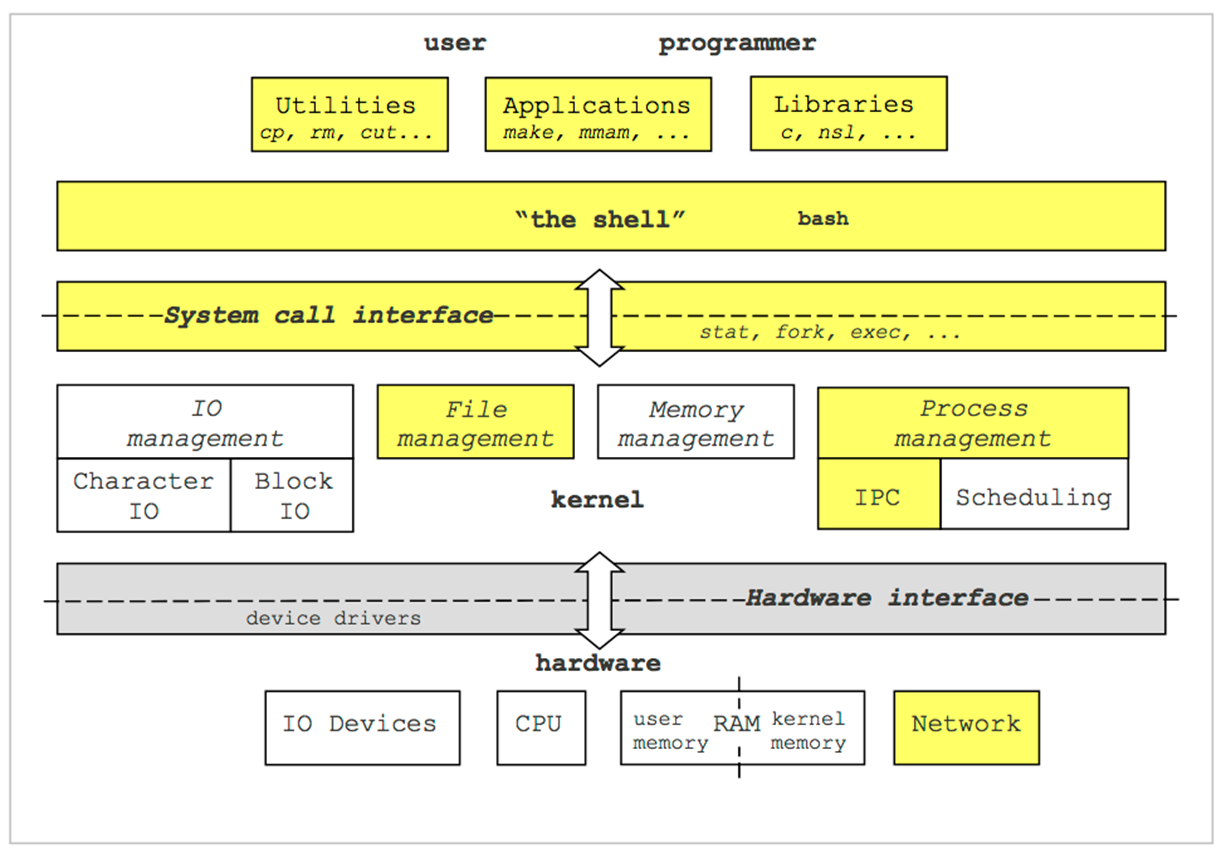 user programmer
Utilities
cp, rm, cut...
Applications
make, mmam, ...
Libraries
c, nsl, ...
“the shell” bash
System call interface
stat, fork, exec, ...
IO
management
Character
IO
Block
IO
File
management
Memory
management
Process
management
IPC
Scheduling
kernel
Hardware interface
device drivers
hardware
IO Devices
CPU
user
memory
RAM
kernel
memory
Network